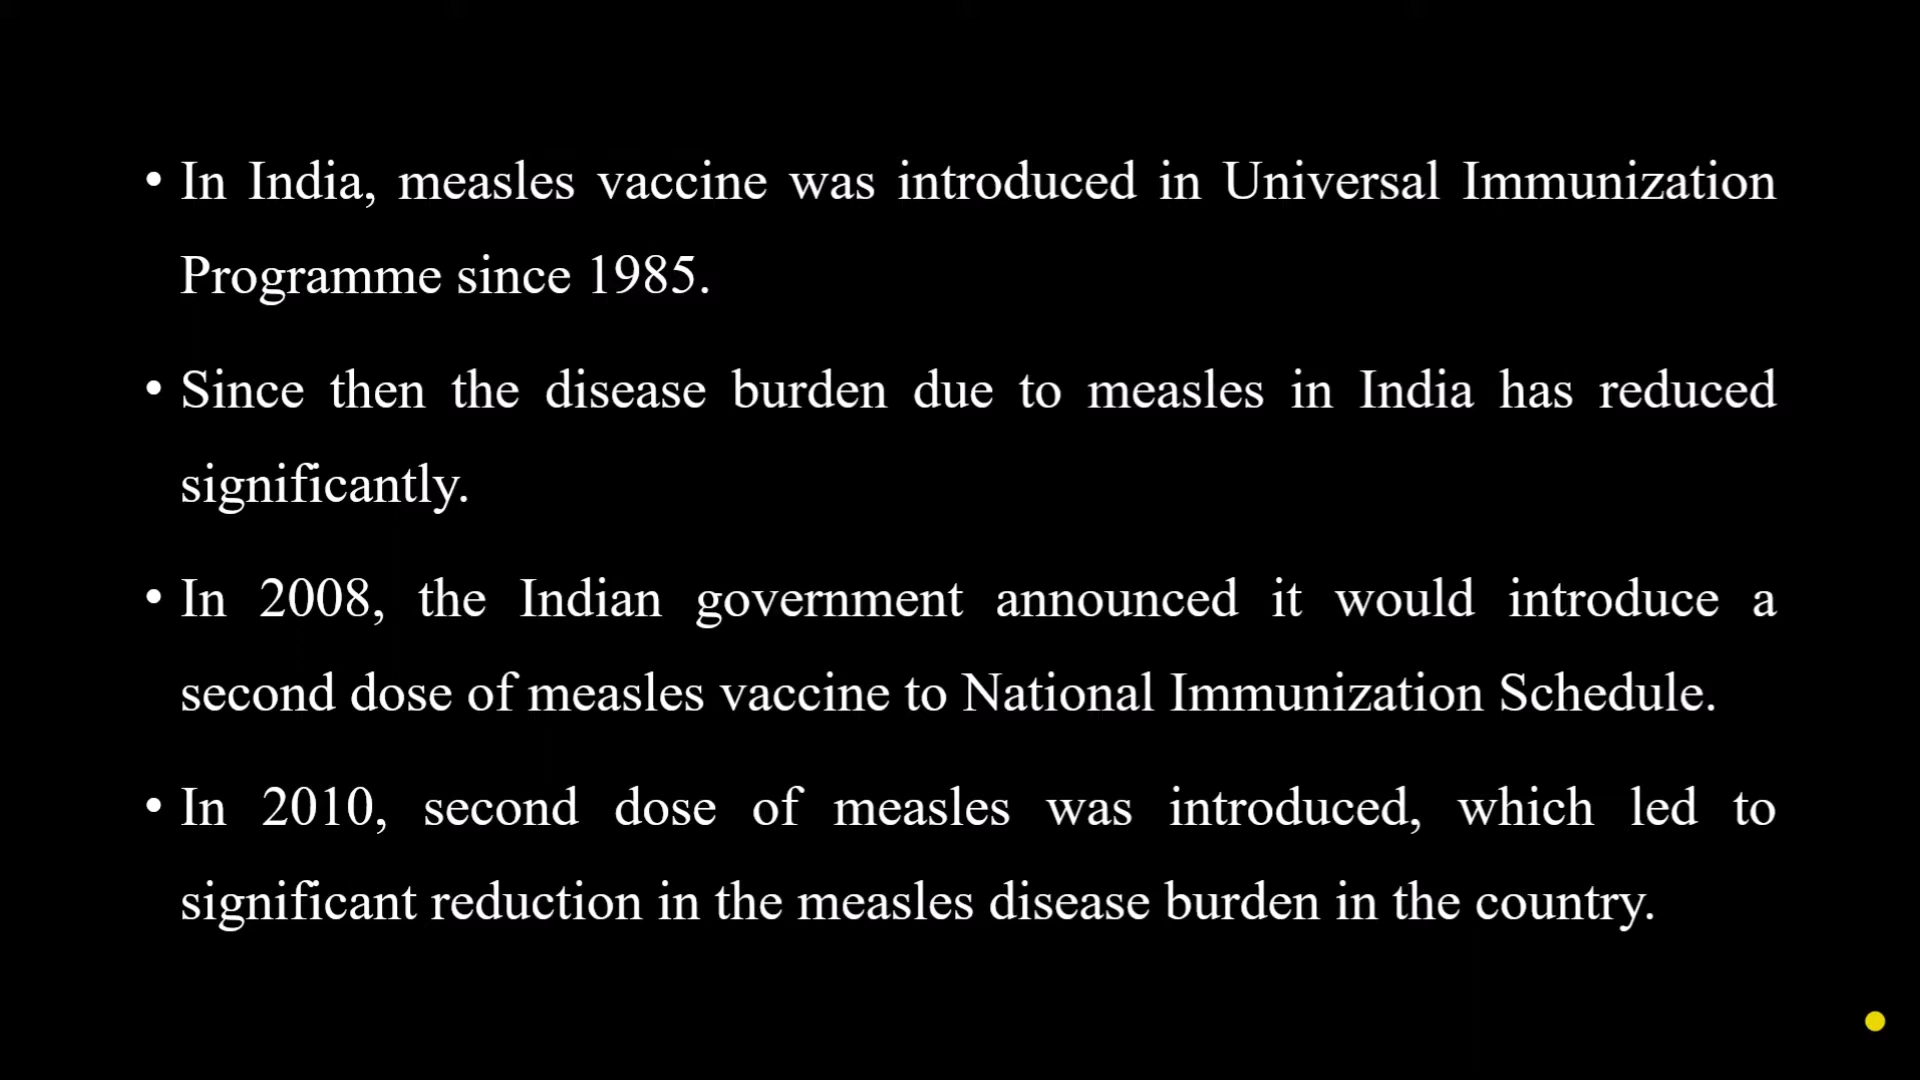 • In India, measles vaccine was introduced in Universal Immunization
Programme since 1985.
• Since then the disease burden due to measles in India has reduced
significantly.
• In 2008, the Indian government announced it would introduce a
second dose of measles vaccine to National Immunization Schedule.
• In 2010, second dose of measles was introduced, which led to
significant reduction in the measles disease burden in the country.